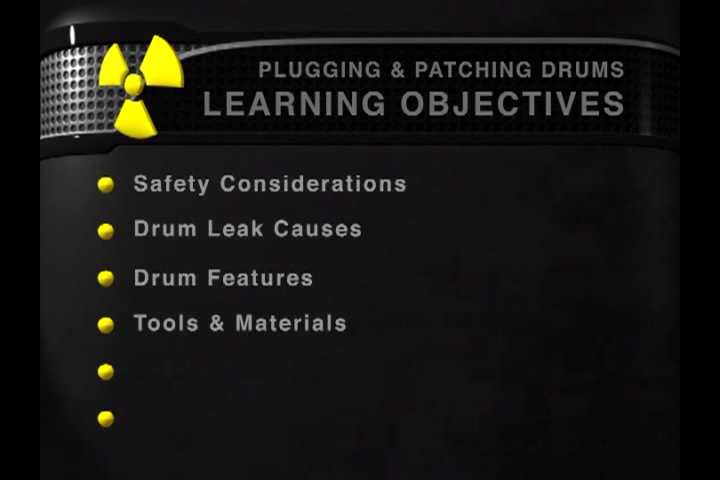 PLUGGING & PATCHING DRUMS
LEARNING OBJECTIVES
Safety Considerations
Drum Leak Causes
Drum Features
Tools & Materials